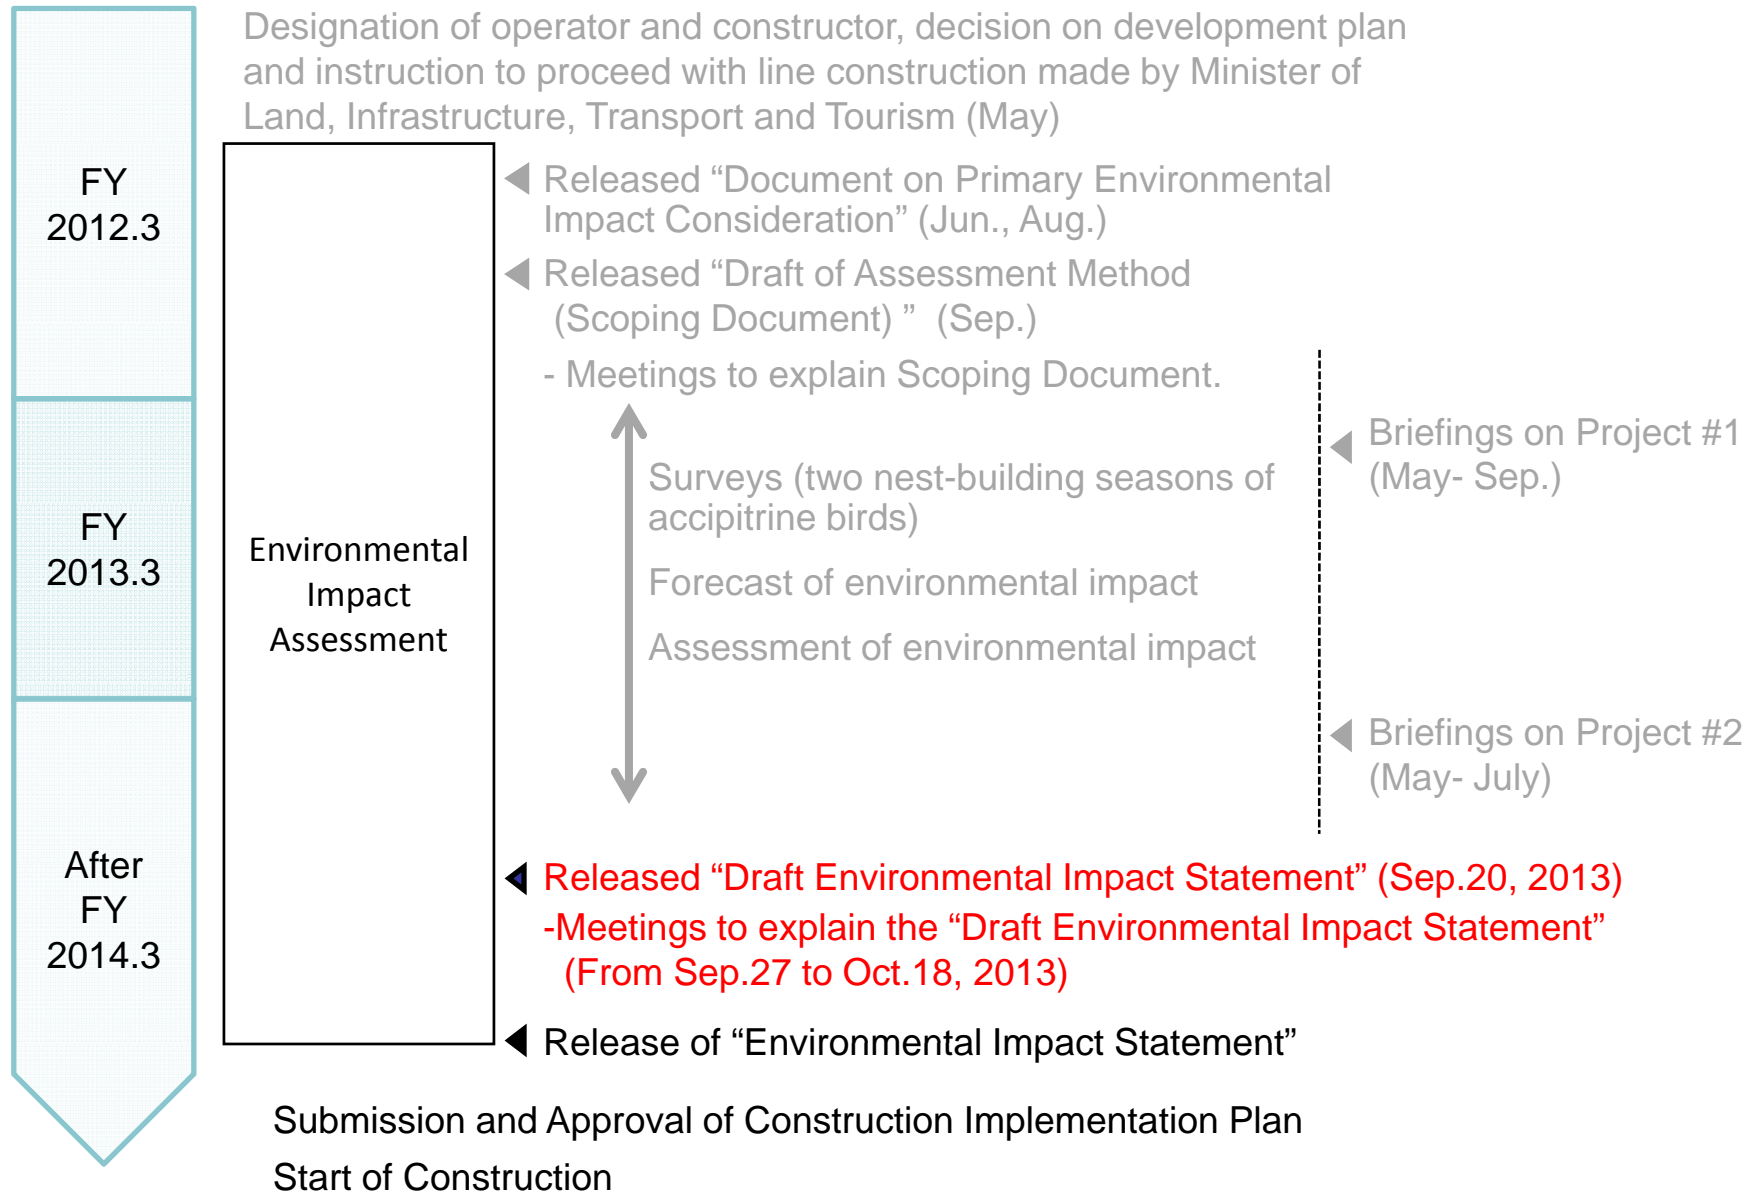 Designation of operator and constructor, decision on development plan
and instruction to proceed with line construction made by Minister of
Land, Infrastructure, Transport and Tourism (May)
FY
2012.3
Released “Document on Primary Environmental
Impact Consideration” (Jun., Aug.)
Released “Draft of Assessment Method
(Scoping Document) ” (Sep.)
- Meetings to explain Scoping Document.
Briefings on Project #1
(May- Sep.)
Surveys (two nest-building seasons of
accipitrine birds)
FY
2013.3
Environmental
Impact
Assessment
Forecast of environmental impact
Assessment of environmental impact
Briefings on Project #2
(May- July)
After
FY
2014.3
Released “Draft Environmental Impact Statement” (Sep.20, 2013)
-Meetings to explain the “Draft Environmental Impact Statement”
(From Sep.27 to Oct.18, 2013)
Release of “Environmental Impact Statement”
Submission and Approval of Construction Implementation Plan
Start of Construction